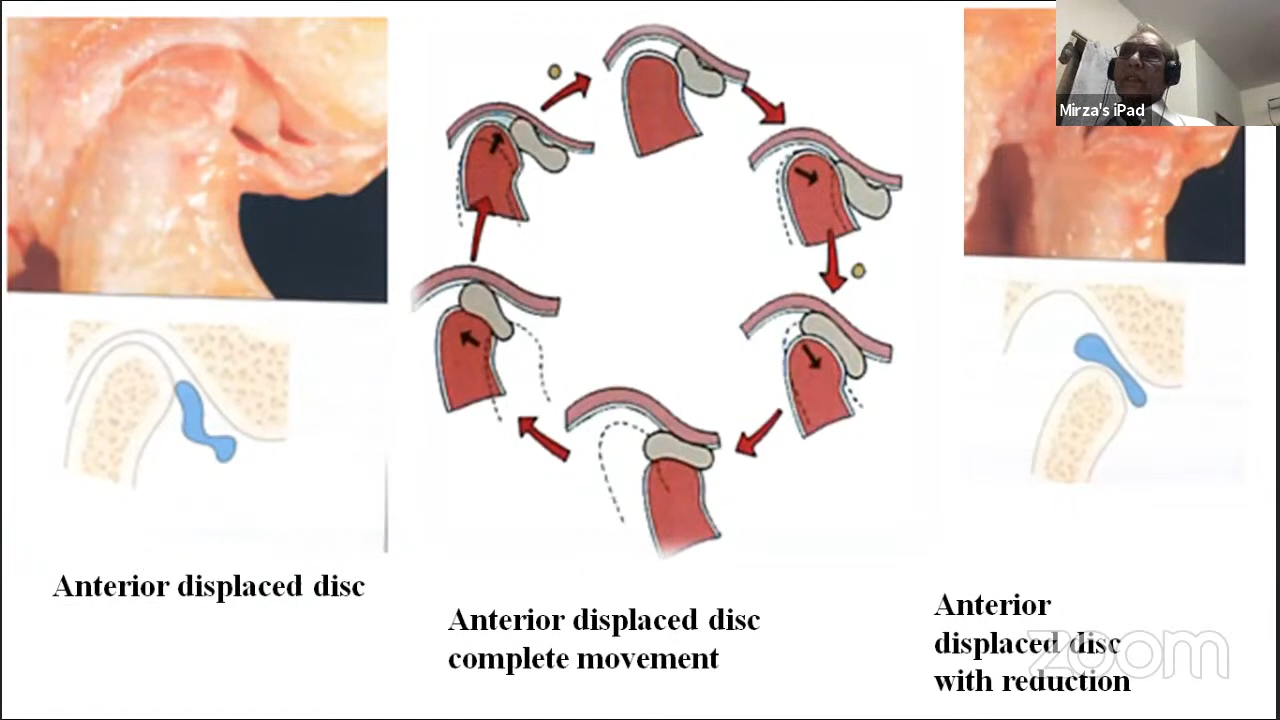 Mirza's iPad
Anterior displaced disc
Anterior displaced disc
complete movement
Anterior
displaced disc
with reduction
zoom